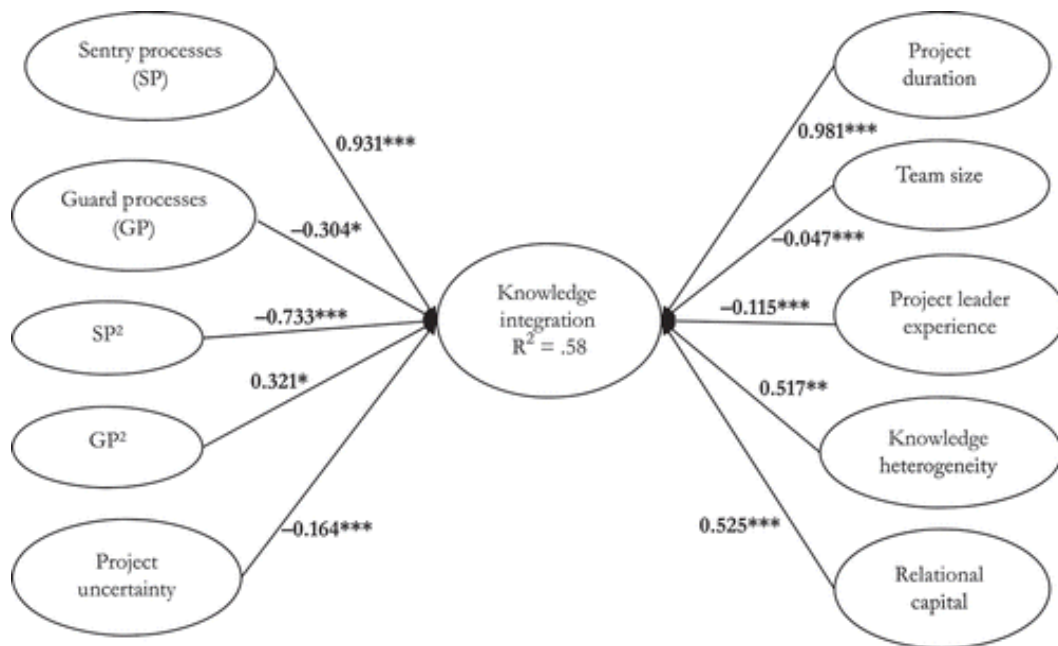 Sentry processes
(SP)
0.931***
Guard processes
(GP)
–0.304*
SP²
–0.733***
0.321*
GP²
–0.164***
Project
uncertainty
Knowledge
integration
R² = .58
Project
duration
0.981***
Team size
–0.047***
Project leader
experience
–0.115***
0.517**
Knowledge
heterogeneity
0.525***
Relational
capital